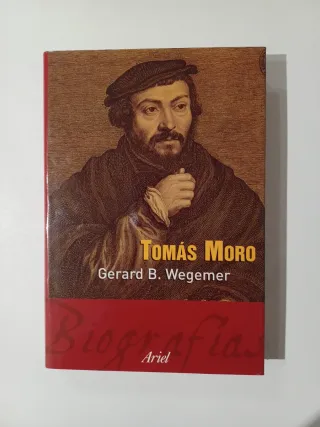 TOMÁS MORO
Gerard B. Wegemer
Biografías
Ariel